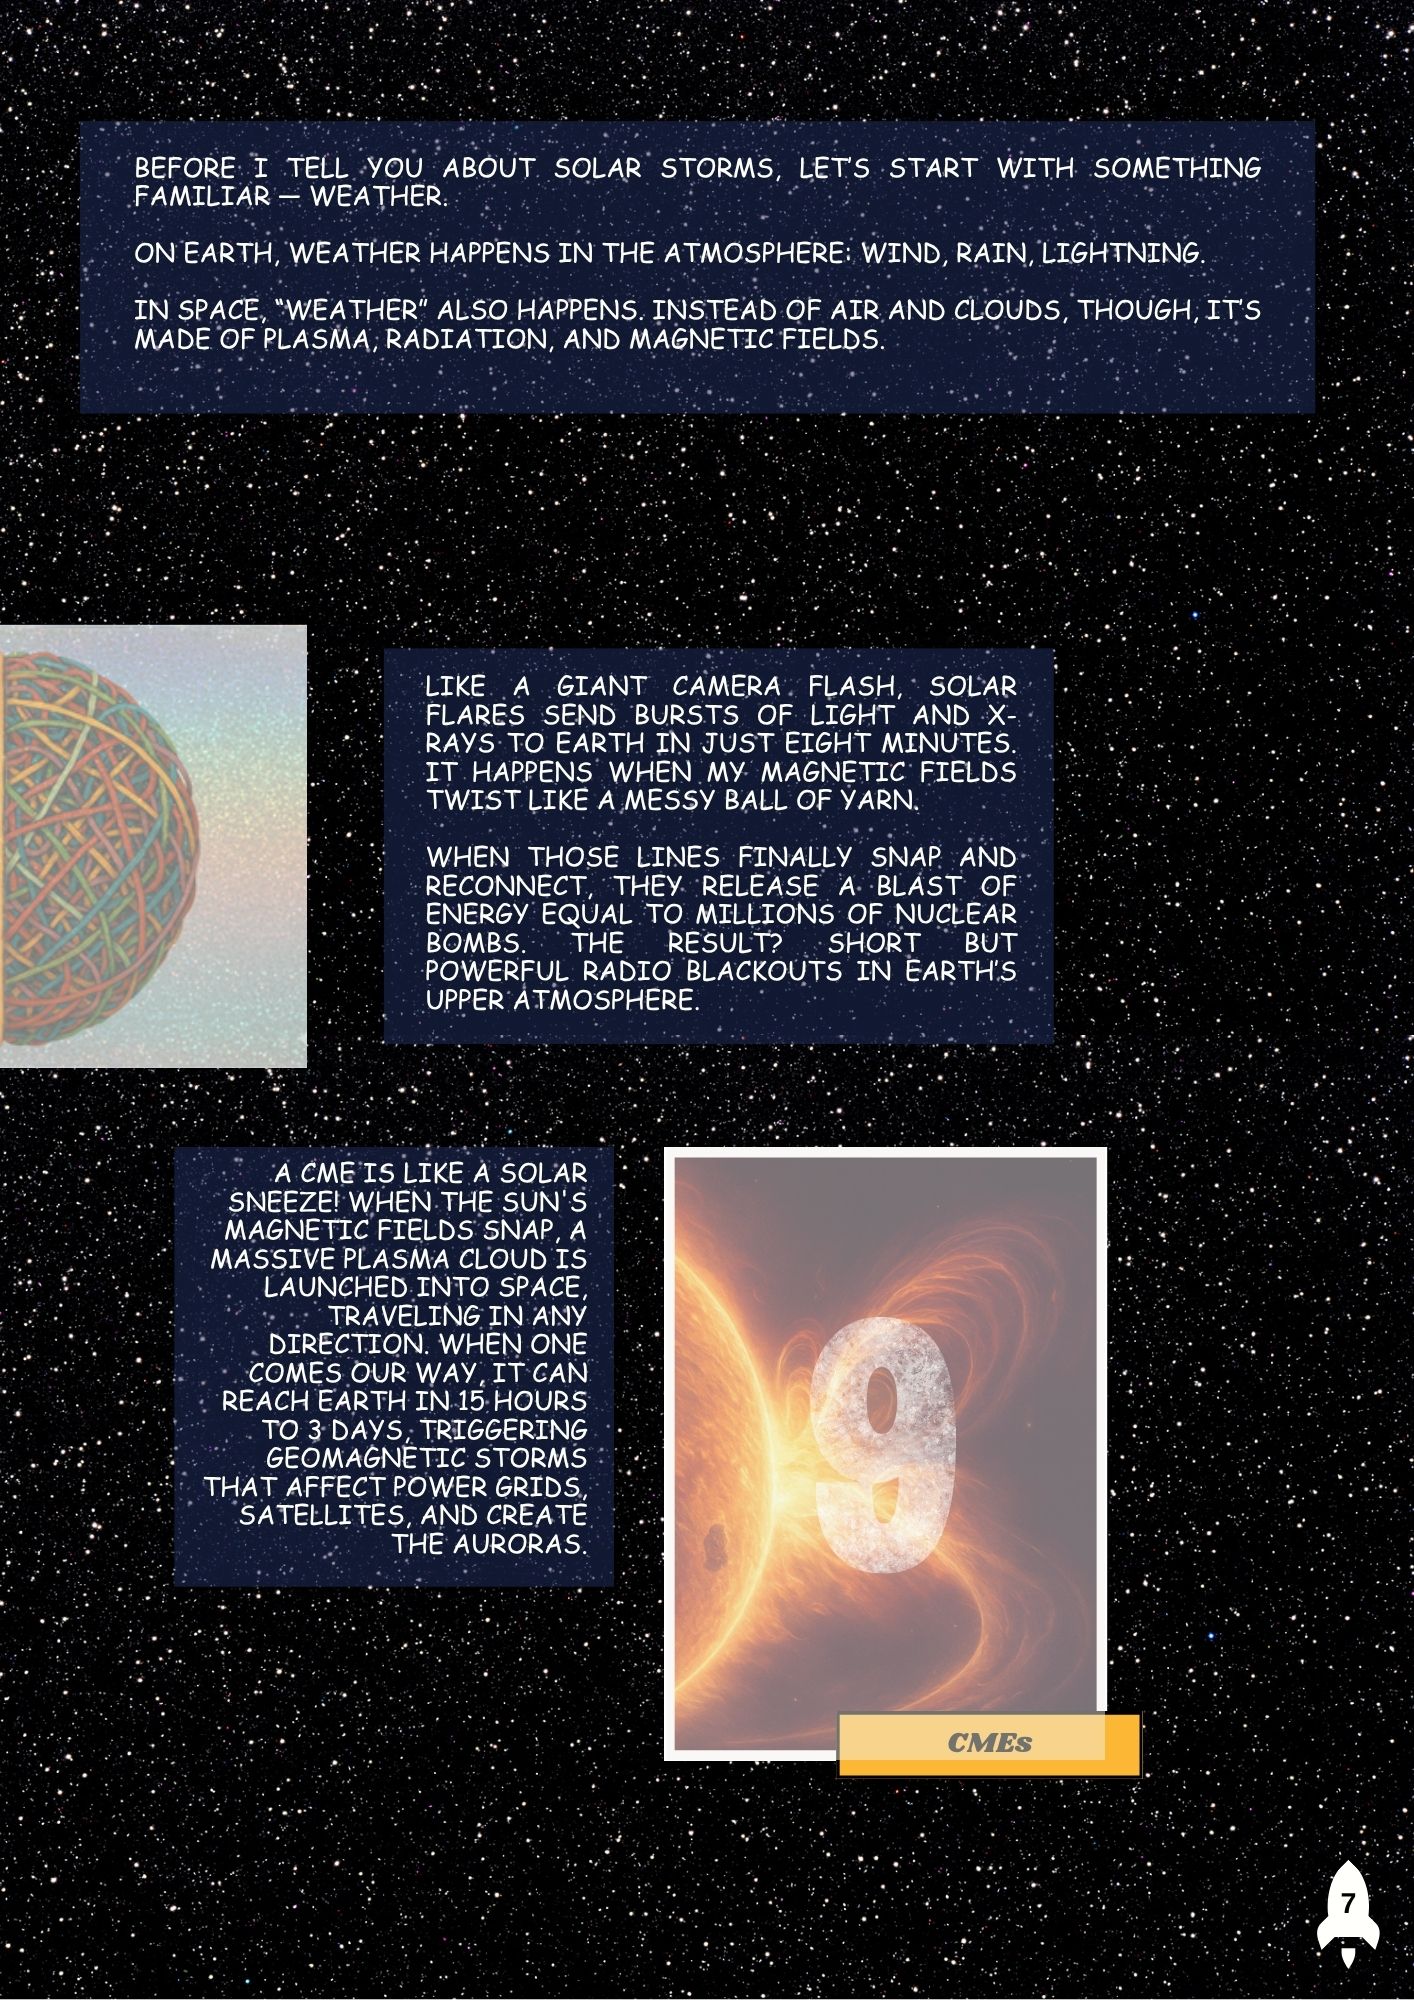 BEFORE I TELL YOU ABOUT SOLAR STORMS, LET’S START WITH SOMETHING
FAMILIAR — WEATHER.
ON EARTH, WEATHER HAPPENS IN THE ATMOSPHERE: WIND, RAIN, LIGHTNING.
IN SPACE, “WEATHER” ALSO HAPPENS. INSTEAD OF AIR AND CLOUDS, THOUGH, IT’S
MADE OF PLASMA, RADIATION, AND MAGNETIC FIELDS.
LIKE A GIANT CAMERA FLASH, SOLAR
FLARES SEND BURSTS OF LIGHT AND X-
RAYS TO EARTH IN JUST EIGHT MINUTES.
IT HAPPENS WHEN MY MAGNETIC FIELDS
TWIST LIKE A MESSY BALL OF YARN.
WHEN THOSE LINES FINALLY SNAP AND
RECONNECT, THEY RELEASE A BLAST OF
ENERGY EQUAL TO MILLIONS OF NUCLEAR
BOMBS. THE RESULT? SHORT BUT
POWERFUL RADIO BLACKOUTS IN EARTH’S
UPPER ATMOSPHERE.
A CME IS LIKE A SOLAR
SNEEZE! WHEN THE SUN'S
MAGNETIC FIELDS SNAP, A
MASSIVE PLASMA CLOUD IS
LAUNCHED INTO SPACE,
TRAVELING IN ANY
DIRECTION. WHEN ONE
COMES OUR WAY, IT CAN
REACH EARTH IN 15 HOURS
TO 3 DAYS, TRIGGERING
GEOMAGNETIC STORMS
THAT AFFECT POWER GRIDS,
SATELLITES, AND CREATE
THE AURORAS.
9
CMEs
7